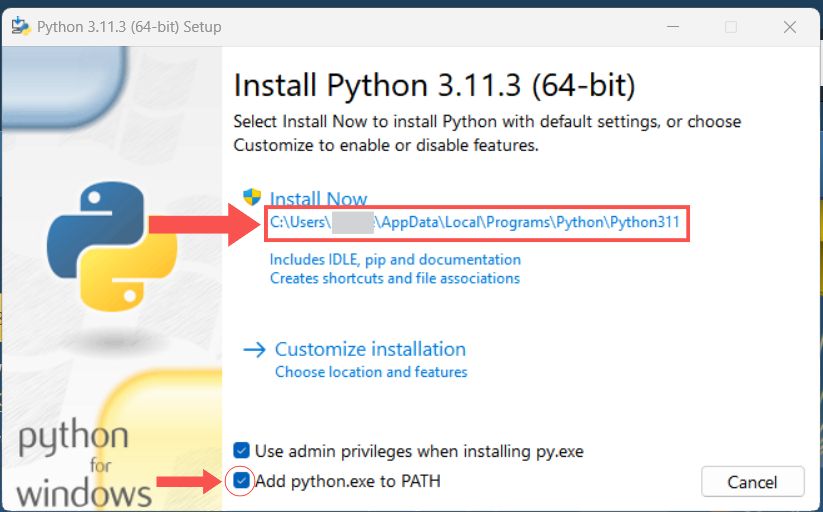 Python 3.11.3 (64-bit) Setup
Install Python 3.11.3 (64-bit)
Select Install Now to install Python with default settings, or choose
Customize to enable or disable features.
Install Now
C:\Users\ \AppData\Local\Programs\Python\Python311
Includes IDLE, pip and documentation
Creates shortcuts and file associations
Customize installation
Choose location and features
python
for
windows
Use admin privileges when installing py.exe
Add python.exe to PATH
Cancel